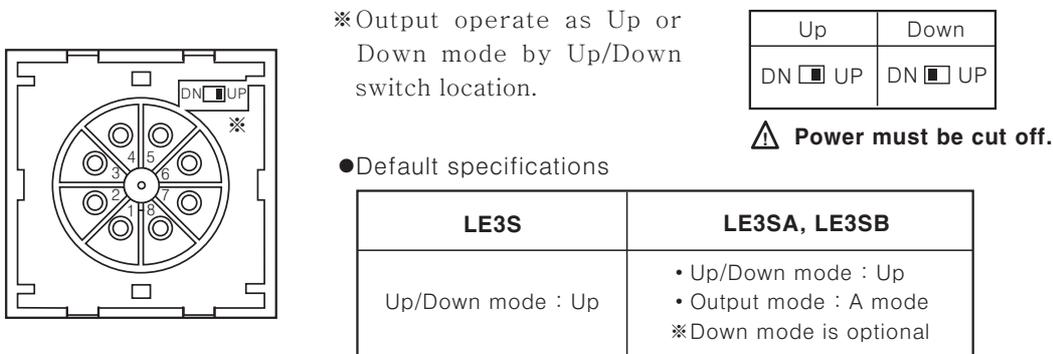 ※Output operate as Up or
Down mode by Up/Down
switch location.
Up Down
DN UP DN UP
⚠ Power must be cut off.
DN UP
※
4 5
3 6
2 7
1 8
●Default specifications
LE3S LE3SA, LE3SB
Up/Down mode : Up
• Up/Down mode : Up
• Output mode : A mode
※Down mode is optional